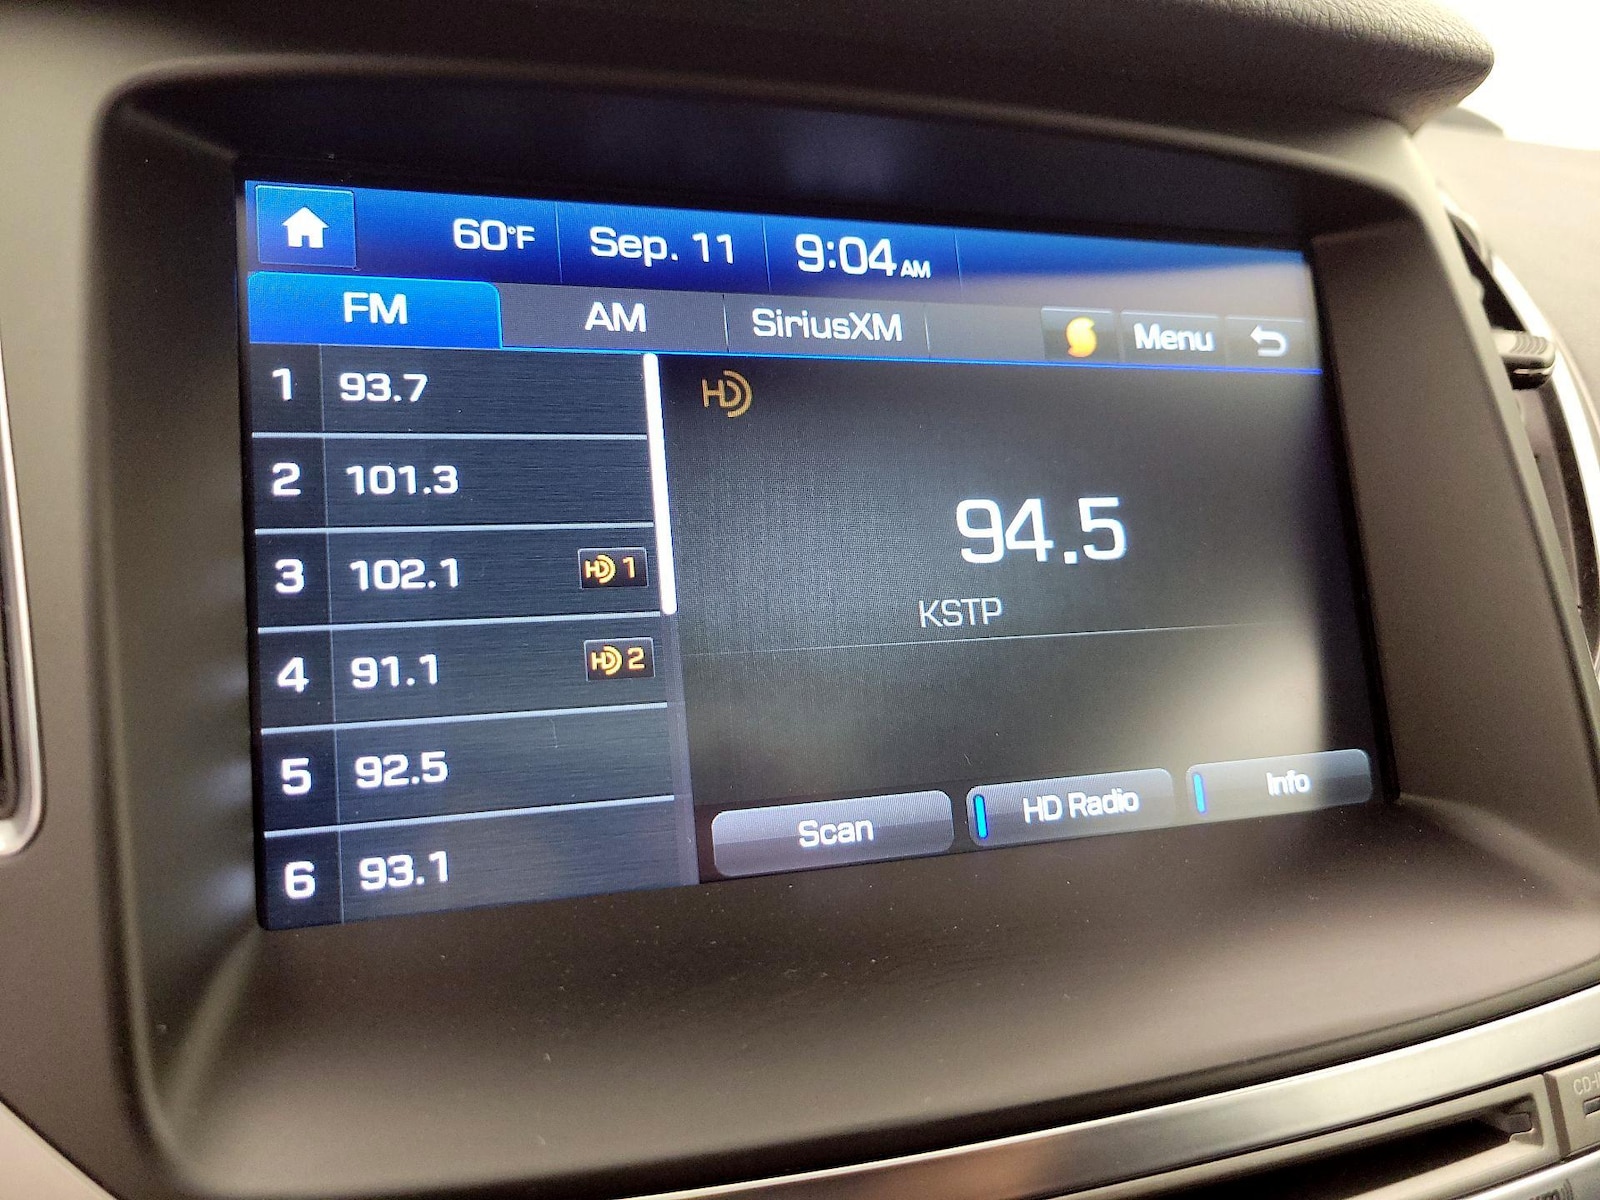 60°F Sep. 11 9:04 AM
FM AM SiriusXM Menu
1 93.7
2 101.3
3 102.1 HD 1
4 91.1 HD 2
5 92.5
6 93.1
HD
94.5
KSTP
Scan HD Radio Info